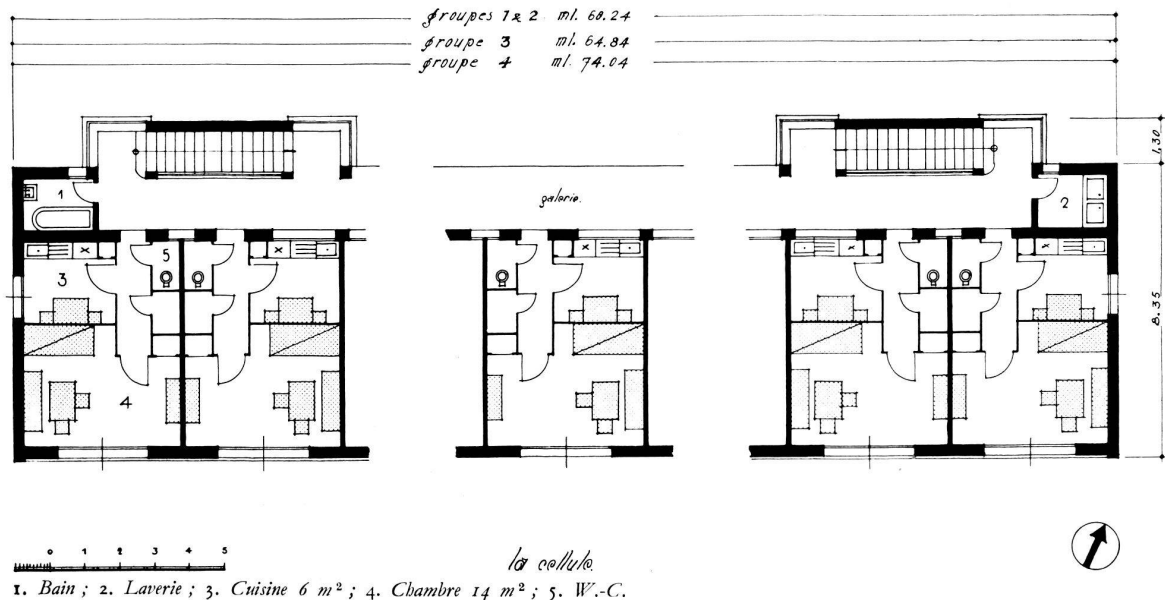 groupes 1 & 2 ml. 68.24
groupe 3 ml. 64.84
groupe 4 ml. 74.04
1,30
1
galerie.
2
5
3
8.35
4
0 1 2 3 4 5
la cellule.
1. Bain ; 2. Laverie ; 3. Cuisine 6 m² ; 4. Chambre 14 m² ; 5. W.-C.